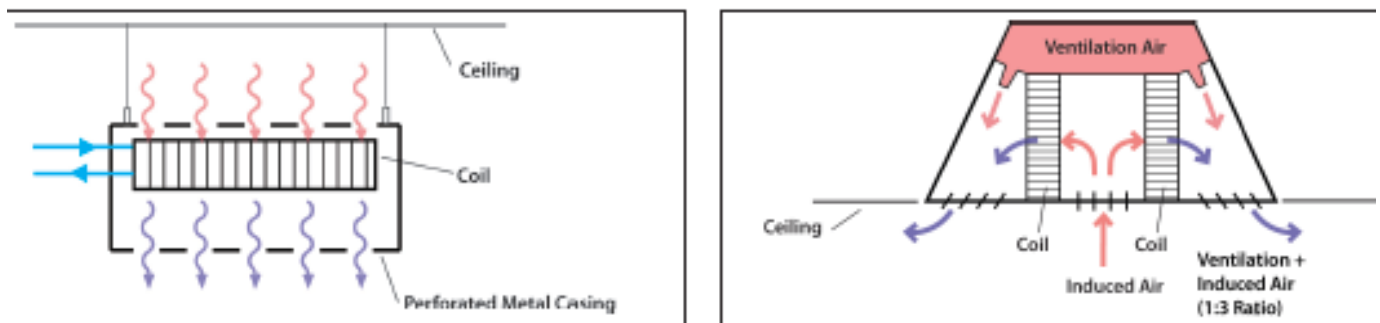 Ceiling
Coil
Perforated Metal Casing
Ventilation Air
Ceiling
Coil
Coil
Induced Air
Ventilation +
Induced Air
(1:3 Ratio)